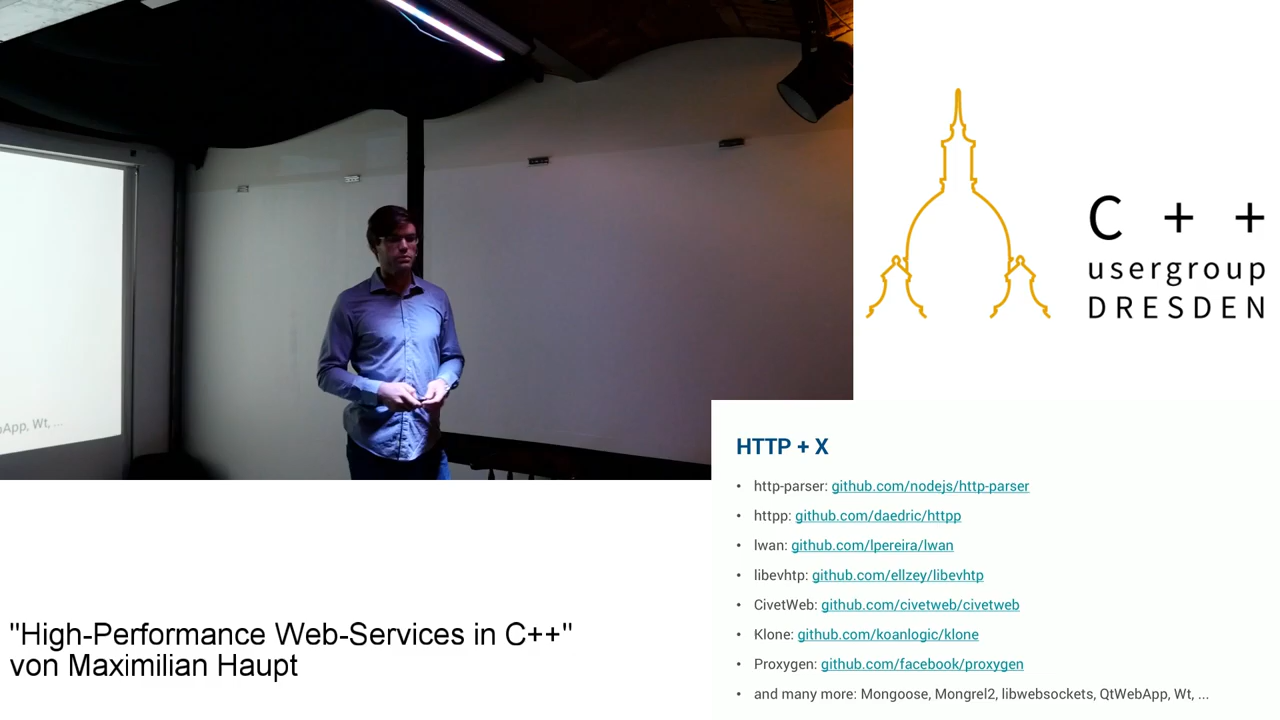 bApp, Wt, ...
C + +
usergroup
DRESDEN
HTTP + X
• http-parser: github.com/nodejs/http-parser
• httpp: github.com/daedric/httpp
• lwan: github.com/lpereira/lwan
• libevhtp: github.com/ellzey/libevhtp
• CivetWeb: github.com/civetweb/civetweb
• Klone: github.com/koanlogic/klone
• Proxygen: github.com/facebook/proxygen
• and many more: Mongoose, Mongrel2, libwebsockets, QtWebApp, Wt, ...
"High-Performance Web-Services in C++"
von Maximilian Haupt